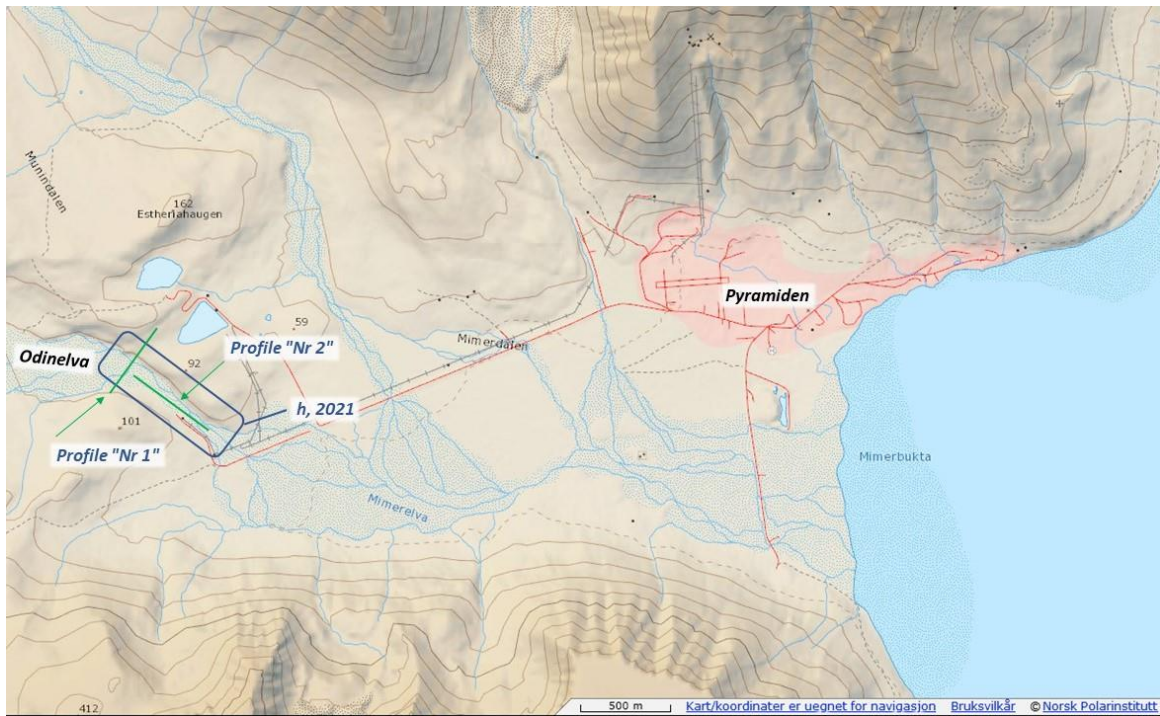 Munindalen
162
Estheriahaugen
Pyramiden
59
Mimerdalen
Profile "Nr 2"
92
Odinelva
h, 2021
101
Profile "Nr 1"
Mimerbukta
Mimerelva
412
500 m
Kart/koordinater er uegnet for navigasjon
Bruksvilkår
© Norsk Polarinstitutt